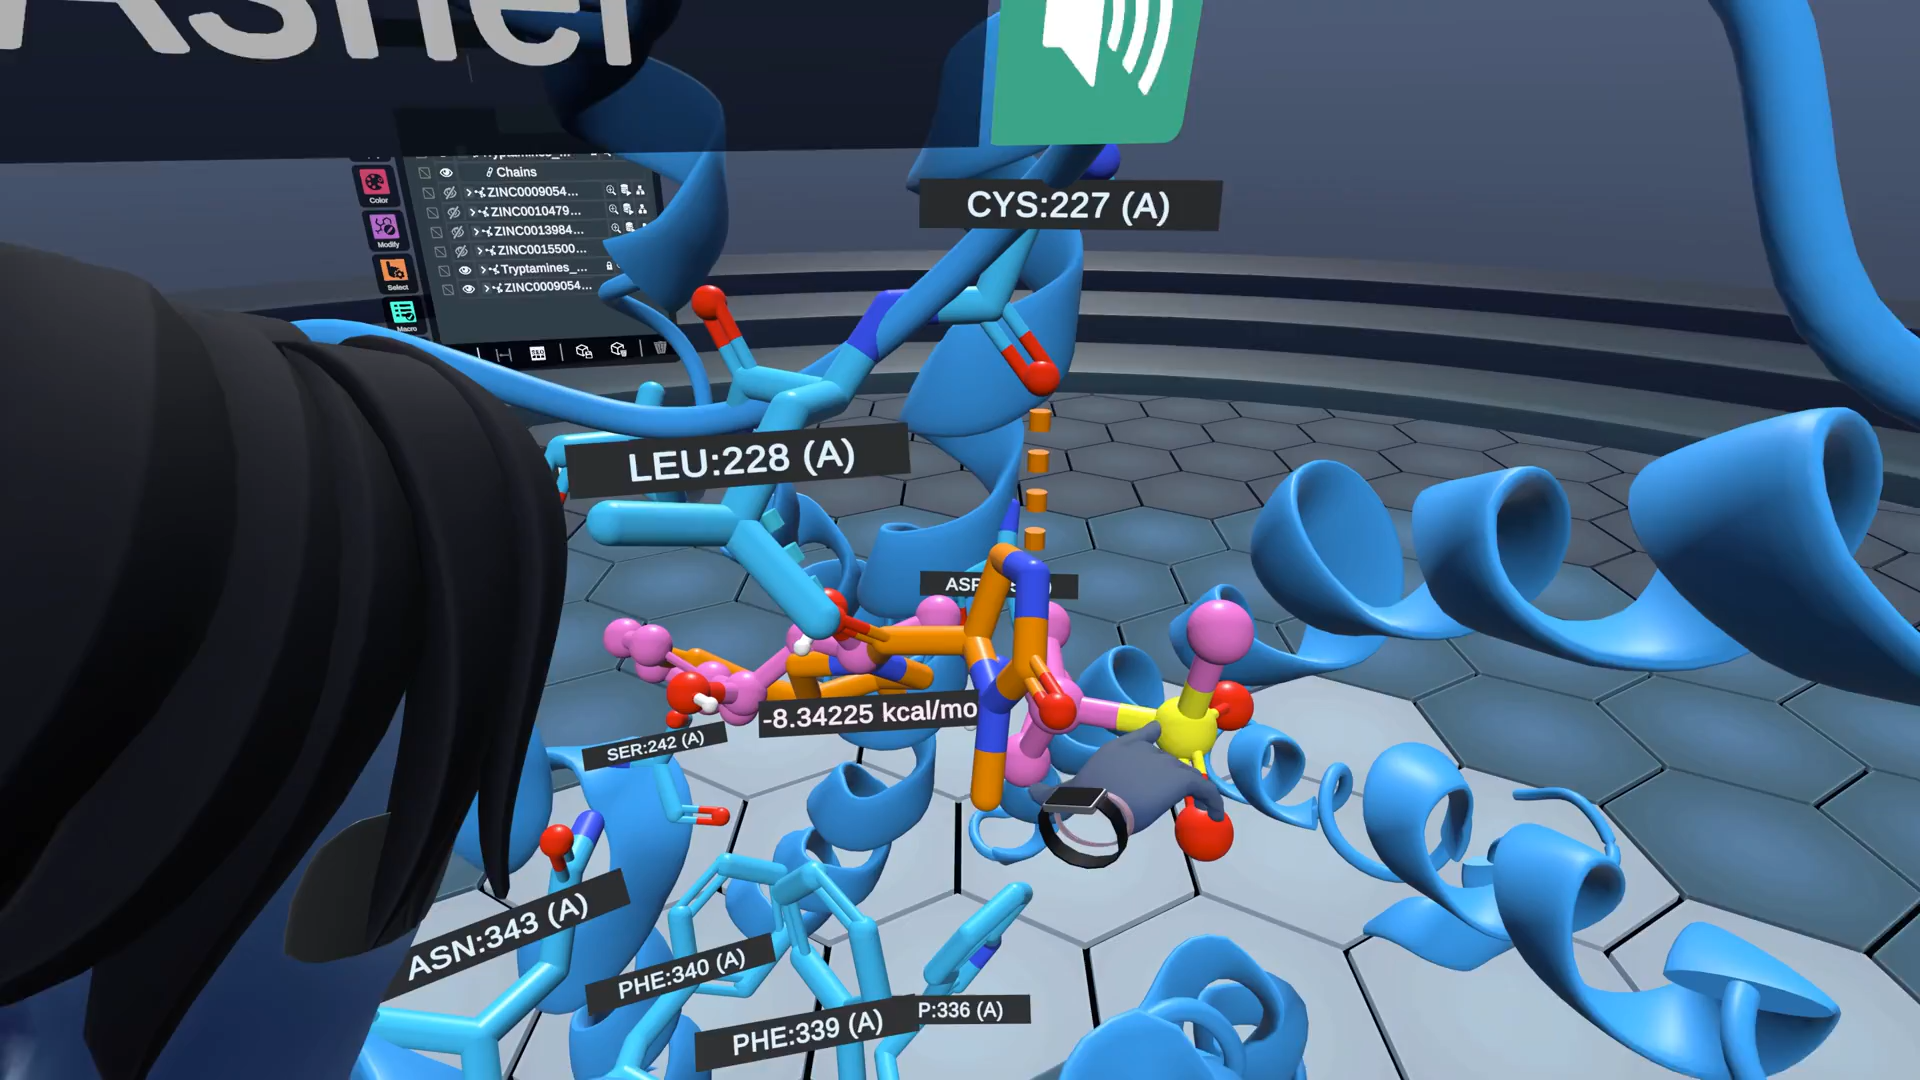 Asher
CYS:227 (A)
Chains
ZINC0009054...
ZINC0010479...
ZINC0013984...
ZINC0015500...
Tryptamines_...
ZINC0009054...
Color
Modify
Select
Macro
LEU:228 (A)
-8.34225 kcal/mo
SER:242 (A)
ASN:343 (A)
PHE:340 (A)
PHE:339 (A)
P:336 (A)